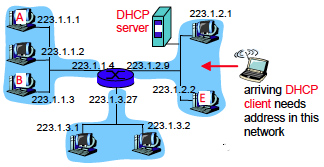 A
223.1.1.1
DHCP
server
223.1.2.1
223.1.1.2
223.1.1.4
223.1.2.9
B
223.1.1.3
223.1.2.2
E
223.1.3.27
223.1.3.1
223.1.3.2
arriving DHCP
client needs
address in this
network